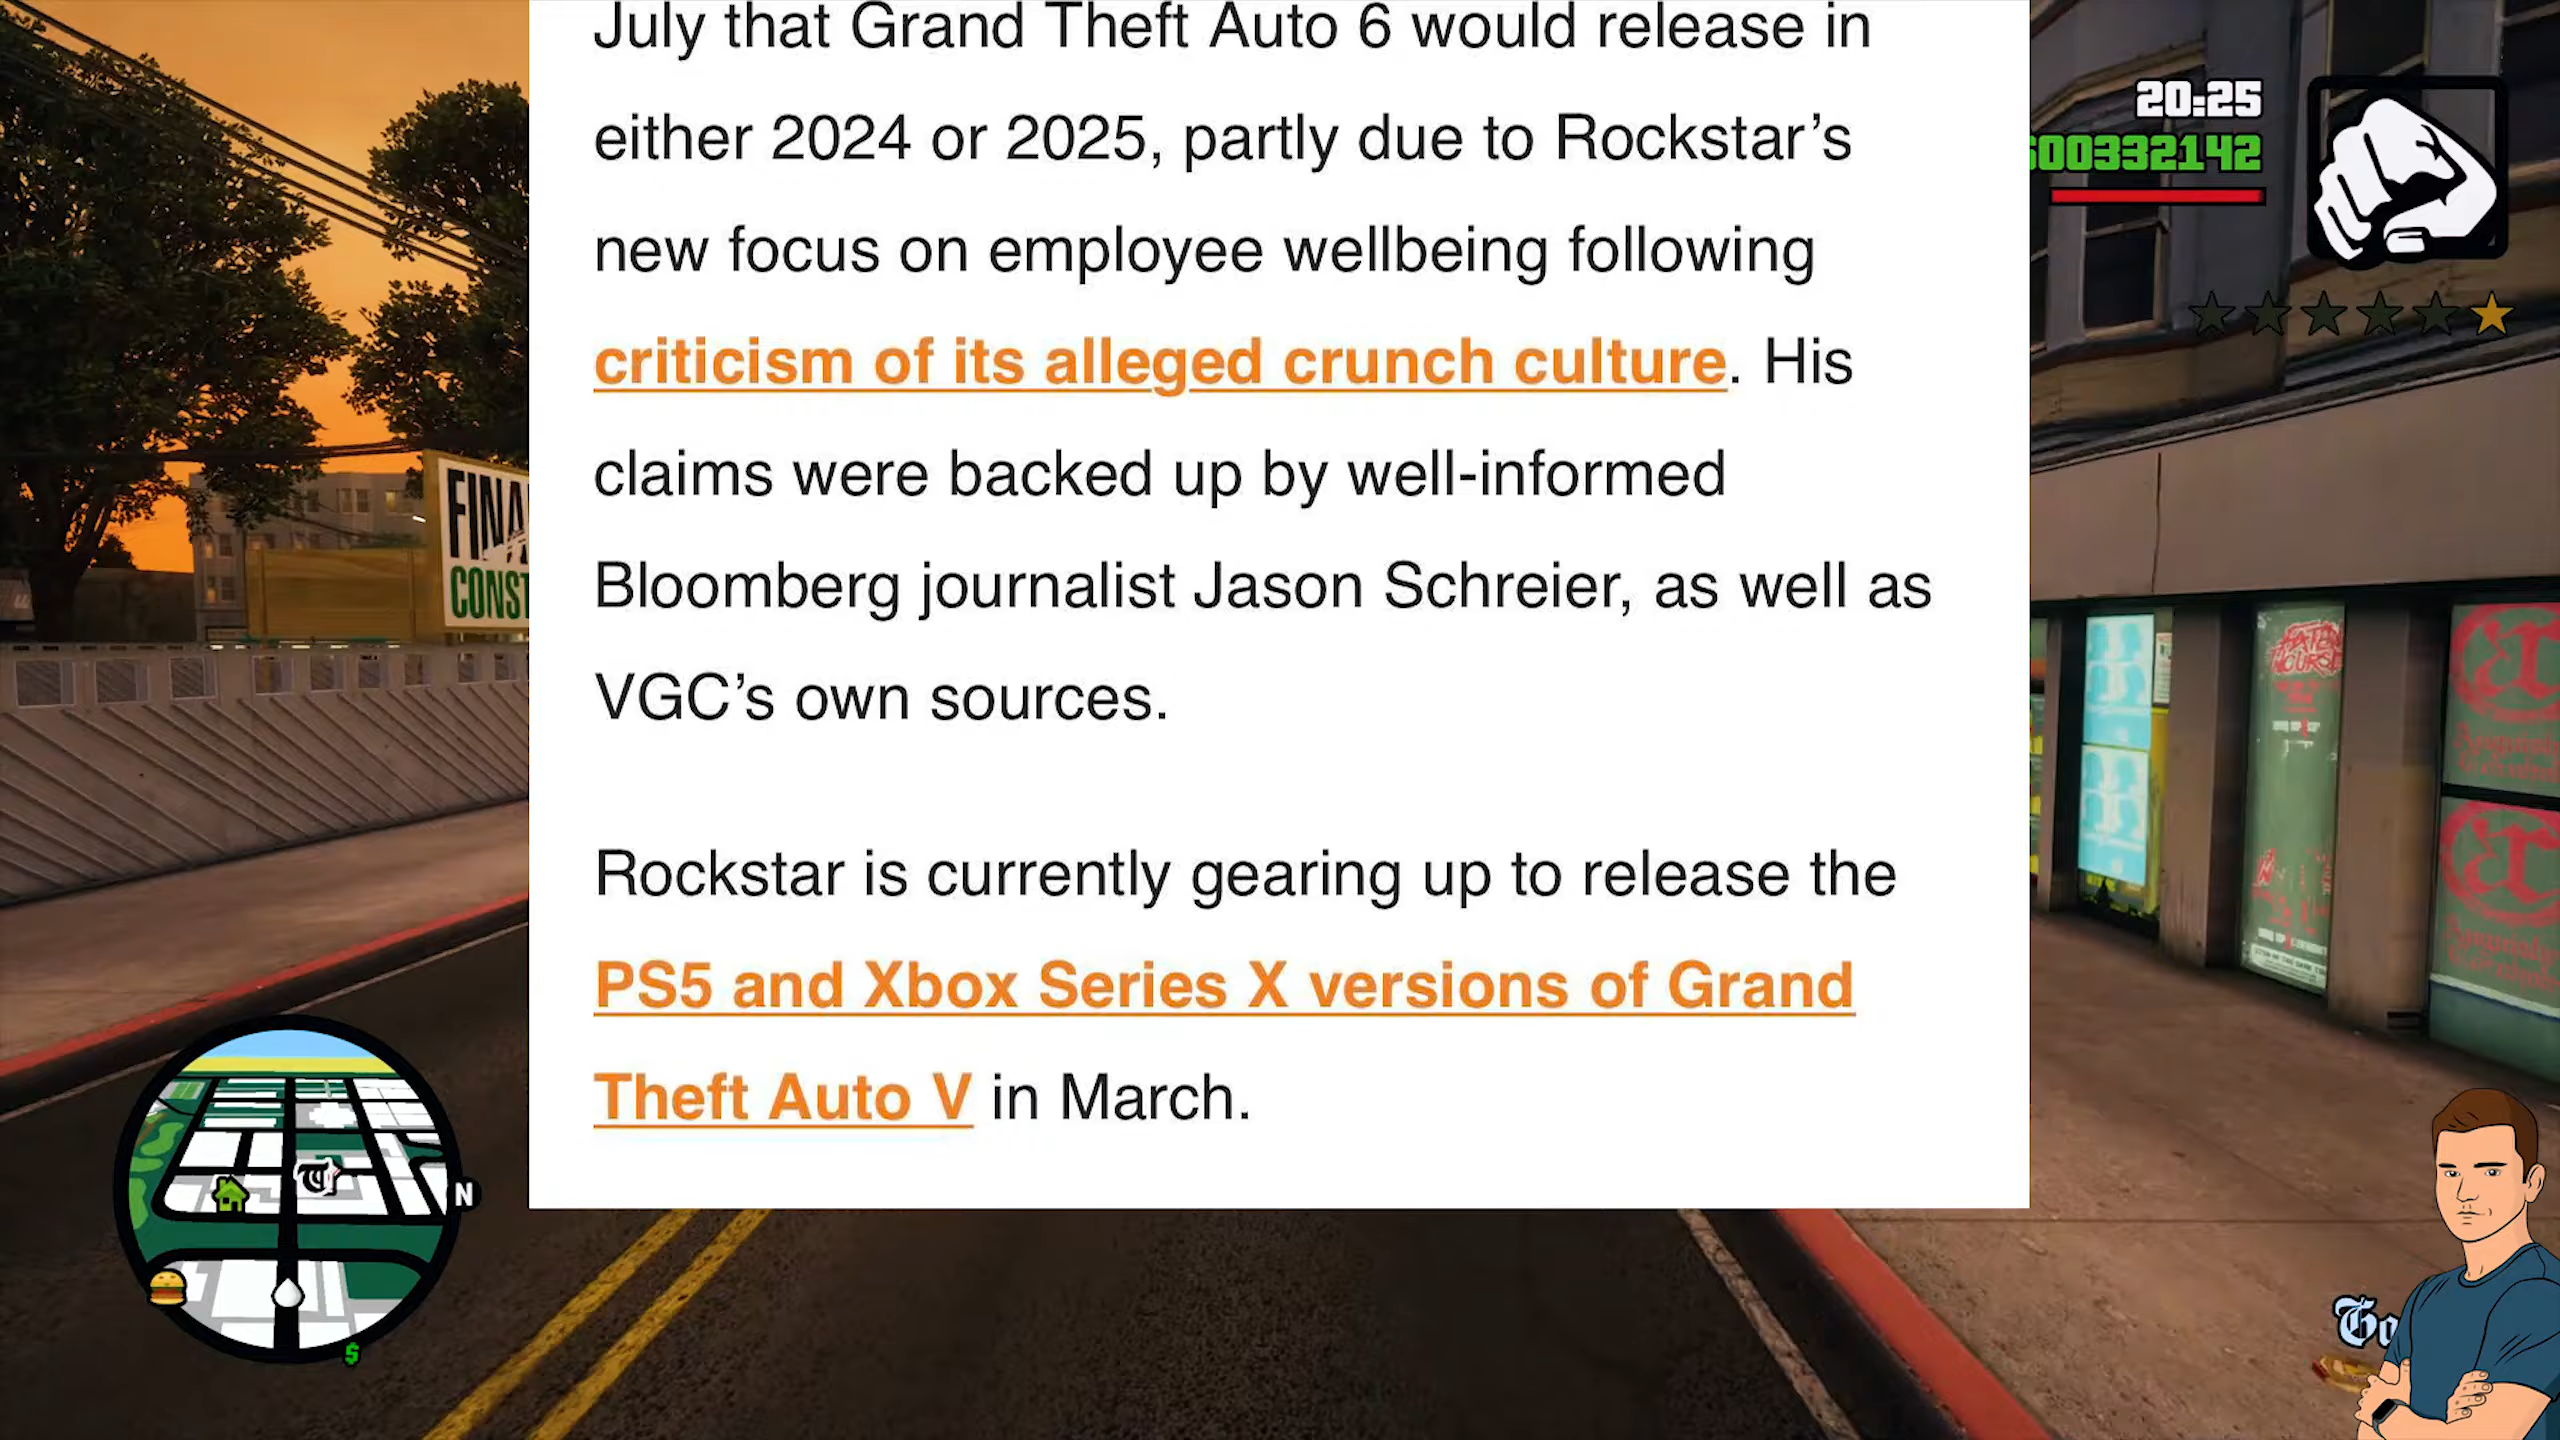 July that Grand Theft Auto 6 would release in
either 2024 or 2025, partly due to Rockstar’s
new focus on employee wellbeing following
criticism of its alleged crunch culture. His
claims were backed up by well-informed
Bloomberg journalist Jason Schreier, as well as
VGC’s own sources.
Rockstar is currently gearing up to release the
PS5 and Xbox Series X versions of Grand
Theft Auto V in March.
20:25
00332142
CONST
N
$